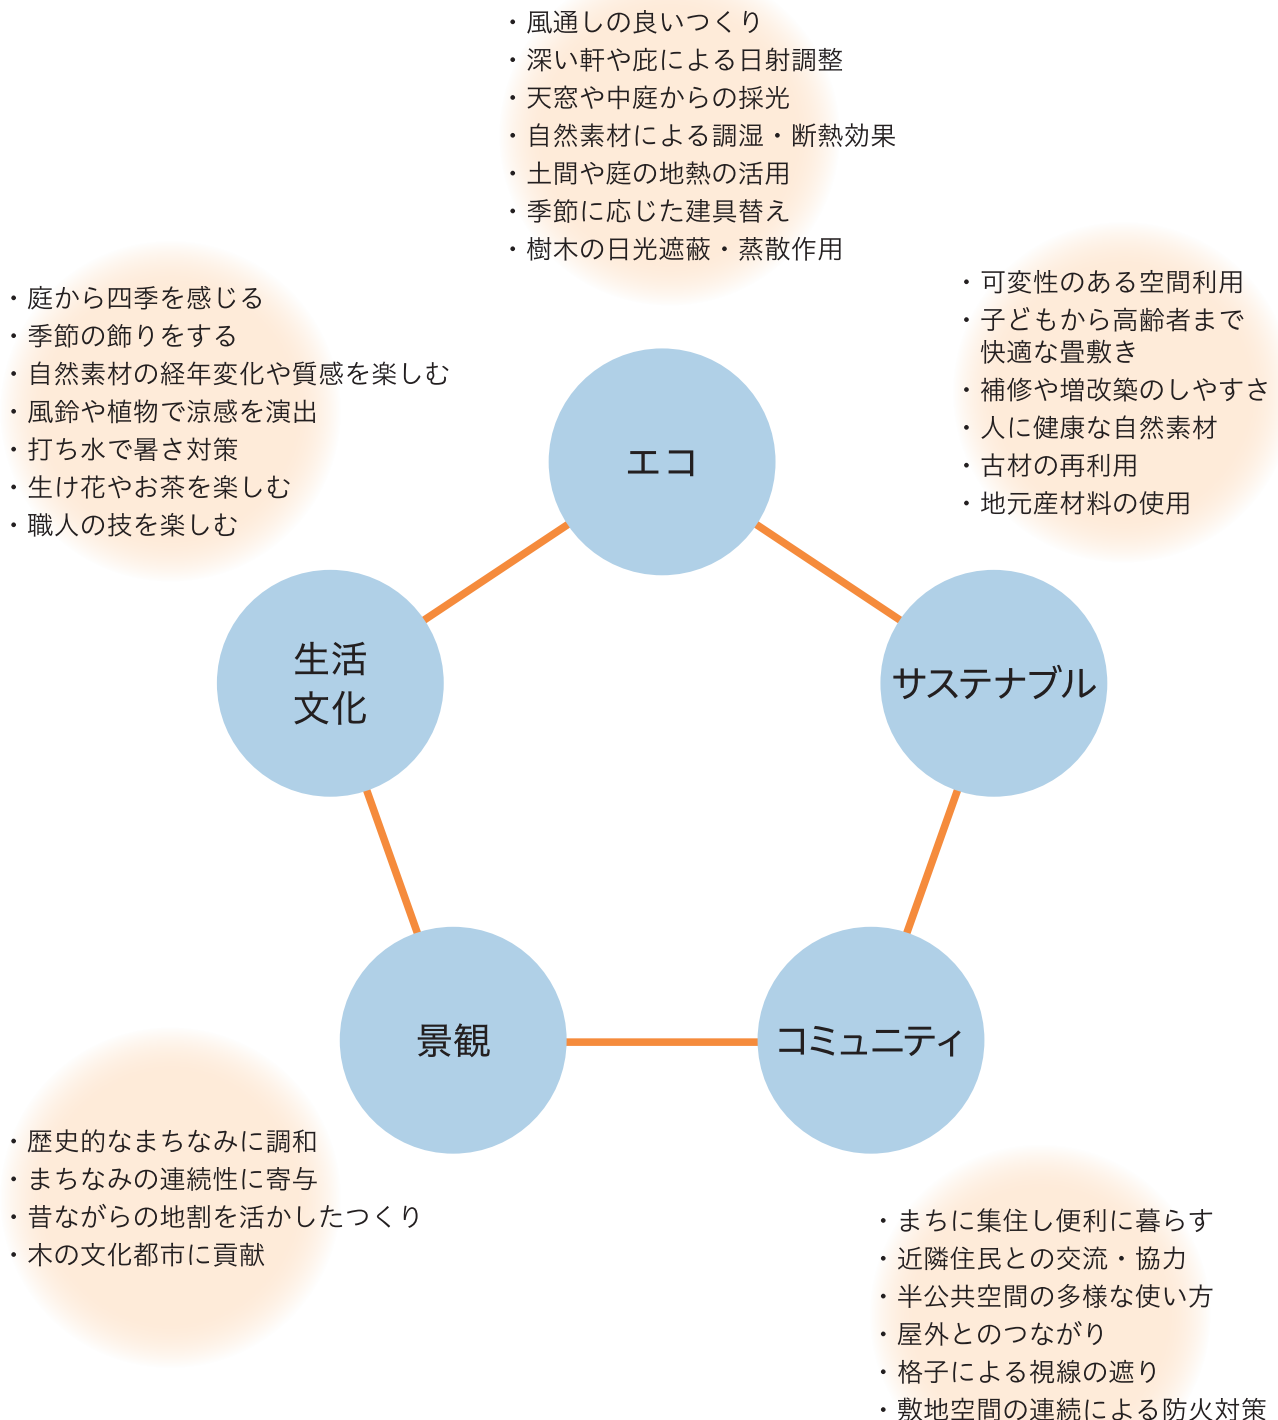 ・風通しの良いつくり
・深い軒や庇による日射調整
・天窓や中庭からの採光
・自然素材による調湿・断熱効果
・土間や庭の地熱の活用
・季節に応じた建具替え
・樹木の日光遮蔽・蒸散作用
・庭から四季を感じる
・季節の飾りをする
・自然素材の経年変化や質感を楽しむ
・風鈴や植物で涼感を演出
・打ち水で暑さ対策
・生け花やお茶を楽しむ
・職人の技を楽しむ
・可変性のある空間利用
・子どもから高齢者まで
快適な畳敷き
・補修や増改築のしやすさ
・人に健康な自然素材
・古材の再利用
・地元産材料の使用
エコ
生活
文化
サステナブル
景観
コミュニティ
・歴史的なまちなみに調和
・まちなみの連続性に寄与
・昔ながらの地割を活かしたつくり
・木の文化都市に貢献
・まちに集住し便利に暮らす
・近隣住民との交流・協力
・半公共空間の多様な使い方
・屋外とのつながり
・格子による視線の遮り
・敷地空間の連続による防火対策